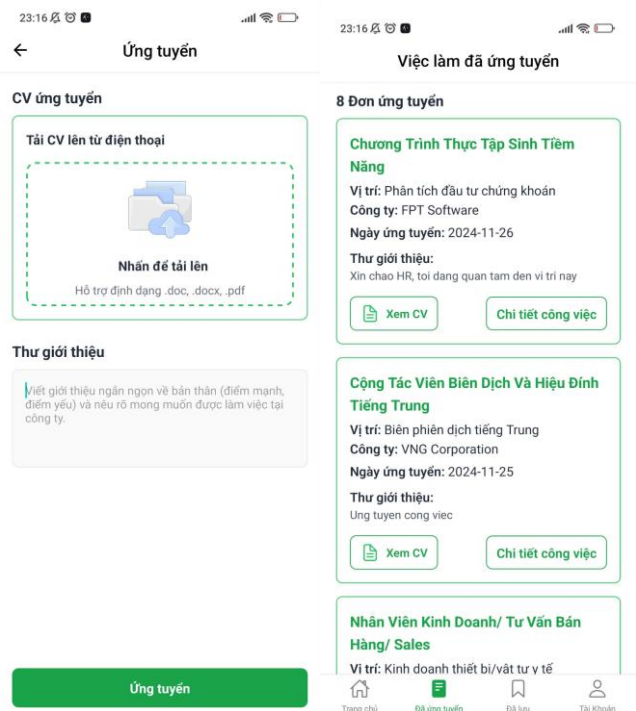 23:16
Ứng tuyển
CV ứng tuyển
Tải CV lên từ điện thoại
Nhấn để tải lên
Hỗ trợ định dạng .doc, .docx, .pdf
Thư giới thiệu
Viết giới thiệu ngắn ngọn về bản thân (điểm mạnh,
điểm yếu) và nêu rõ mong muốn được làm việc tại
công ty.
Ứng tuyển
23:16
Việc làm đã ứng tuyển
8 Đơn ứng tuyển
Chương Trình Thực Tập Sinh Tiềm
Năng
Vị trí: Phân tích đầu tư chứng khoán
Công ty: FPT Software
Ngày ứng tuyển: 2024-11-26
Thư giới thiệu:
Xin chao HR, toi dang quan tam den vi tri nay
Xem CV
Chi tiết công việc
Cộng Tác Viên Biên Dịch Và Hiệu Đính
Tiếng Trung
Vị trí: Biên phiên dịch tiếng Trung
Công ty: VNG Corporation
Ngày ứng tuyển: 2024-11-25
Thư giới thiệu:
Ung tuyen cong viec
Xem CV
Chi tiết công việc
Nhân Viên Kinh Doanh/ Tư Vấn Bán
Hàng/ Sales
Vị trí: Kinh doanh thiết bị/vật tư y tế
Trang chủ
Đã ứng tuyển
Đã lưu
Tài Khoản